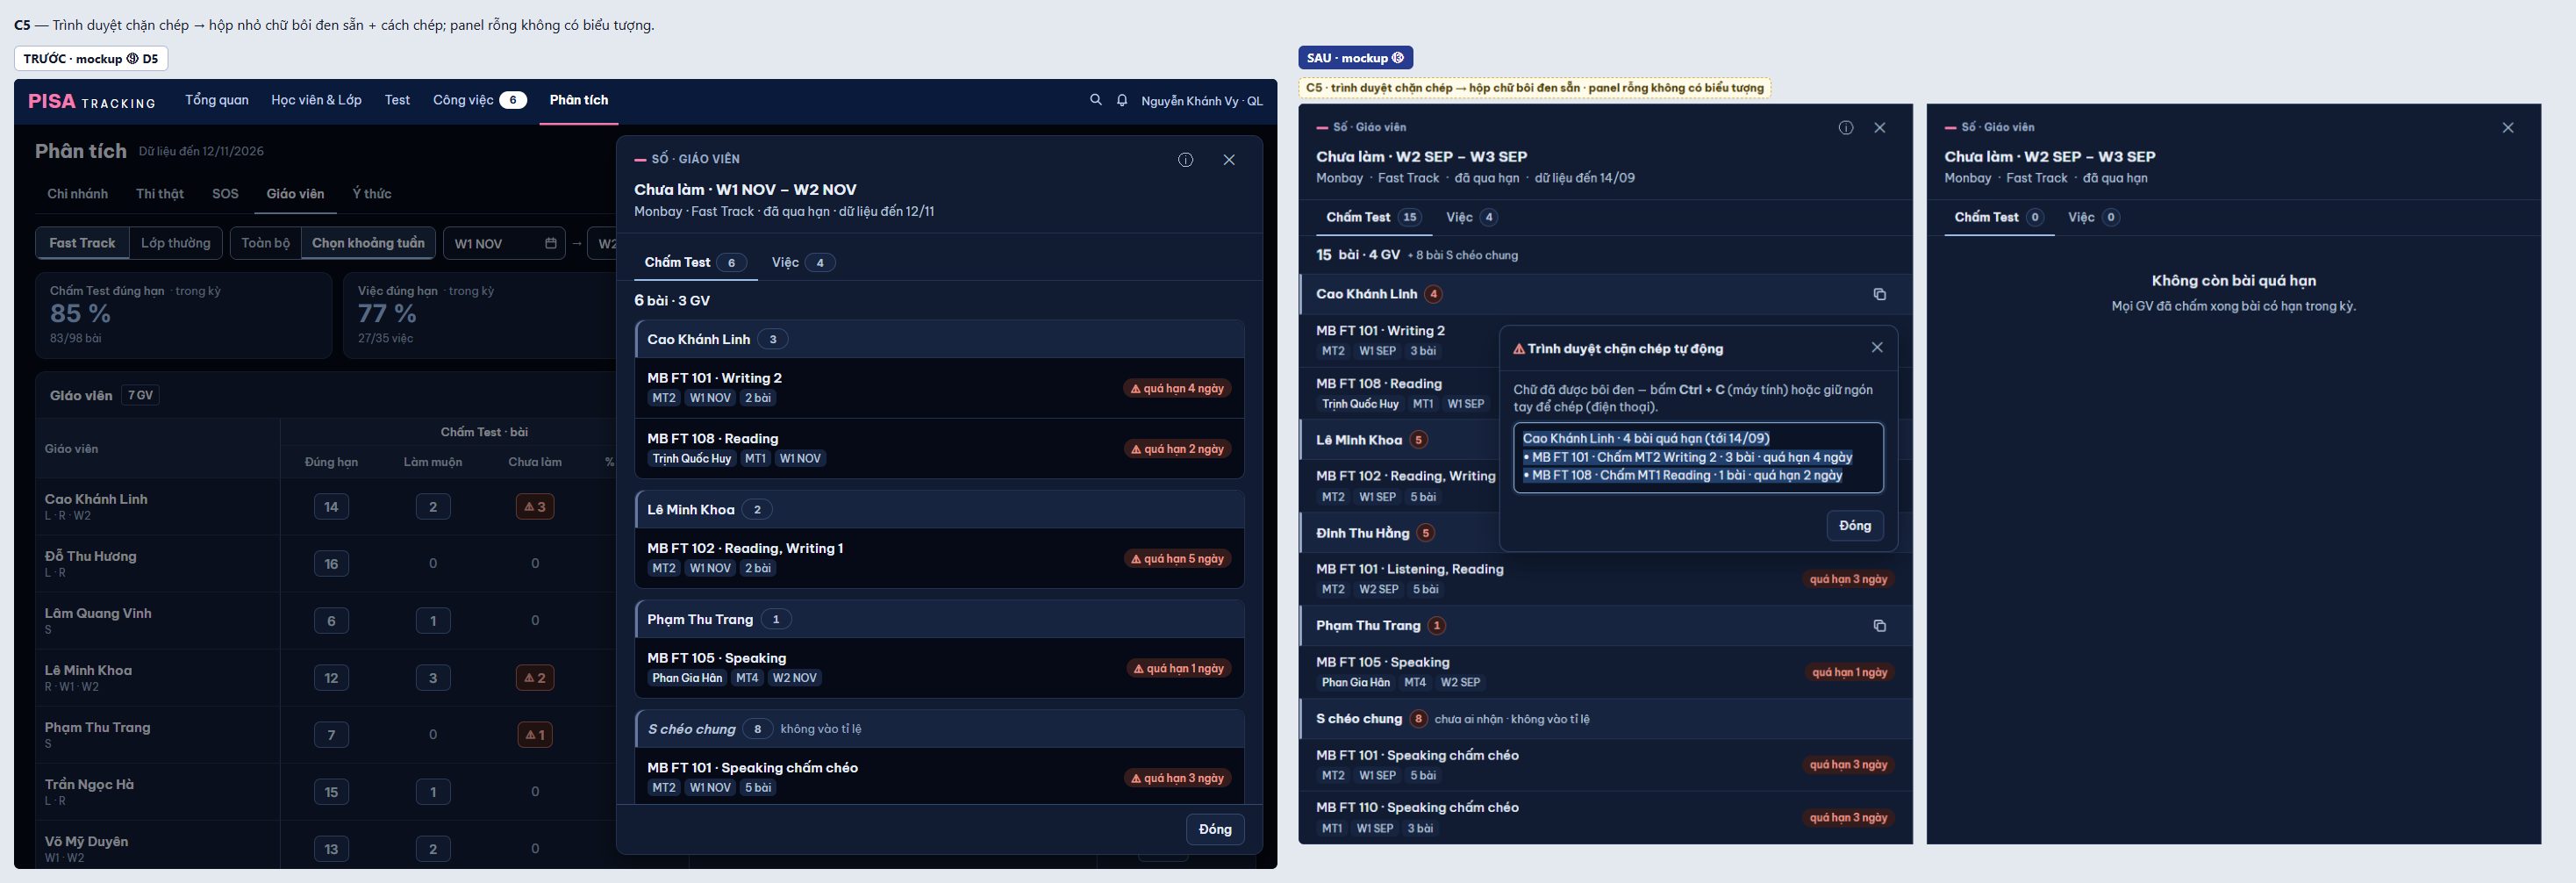 C5 — Trình duyệt chặn chép → hộp nhỏ chữ bôi đen sẵn + cách chép; panel rỗng không có biểu tượng.
TRƯỚC · mockup ⑲ D5
PISA TRACKING
Tổng quan
Học viên & Lớp
Test
Công việc 6
Phân tích
Nguyễn Khánh Vy · QL
Phân tích Dữ liệu đến 12/11/2026
Chi nhánh
Thi thật
SOS
Giáo viên
Ý thức
Fast Track
Lớp thường
Toàn bộ
Chọn khoảng tuần
W1 NOV
→
Chấm Test đúng hạn · trong kỳ
85 %
83/98 bài
Việc đúng hạn · trong kỳ
77 %
27/35 việc
Giáo viên 7 GV
Giáo viên
Chấm Test · bài
Đúng hạn
Làm muộn
Chưa làm
%
Cao Khánh Linh
L · R · W2
14
2
⚠ 3
Đỗ Thu Hương
L · R
16
0
0
Lâm Quang Vinh
S
6
1
0
Lê Minh Khoa
R · W1 · W2
12
3
⚠ 2
Phạm Thu Trang
S
7
0
⚠ 1
Trần Ngọc Hà
L · R
15
1
0
Võ Mỹ Duyên
W1 · W2
13
2
0
SỐ · GIÁO VIÊN
Chưa làm · W1 NOV – W2 NOV
Monbay · Fast Track · đã qua hạn · dữ liệu đến 12/11
Chấm Test 6
Việc 4
6 bài · 3 GV
Cao Khánh Linh 3
MB FT 101 · Writing 2
MT2 W1 NOV 2 bài
⚠ quá hạn 4 ngày
MB FT 108 · Reading
Trịnh Quốc Huy MT1 W1 NOV
⚠ quá hạn 2 ngày
Lê Minh Khoa 2
MB FT 102 · Reading, Writing 1
MT2 W1 NOV 2 bài
⚠ quá hạn 5 ngày
Phạm Thu Trang 1
MB FT 105 · Speaking
Phan Gia Hân MT4 W2 NOV
⚠ quá hạn 1 ngày
S chéo chung 8 không vào tỉ lệ
MB FT 101 · Speaking chấm chéo
MT2 W1 NOV 5 bài
⚠ quá hạn 3 ngày
Đóng
SAU · mockup
C5 · trình duyệt chặn chép → hộp chữ bôi đen sẵn · panel rỗng không có biểu tượng
Số · Giáo viên
Chưa làm · W2 SEP – W3 SEP
Monbay · Fast Track · đã qua hạn · dữ liệu đến 14/09
Chấm Test 15
Việc 4
15 bài · 4 GV + 8 bài S chéo chung
Cao Khánh Linh 4
MB FT 101 · Writing 2
MT2 W1 SEP 3 bài
MB FT 108 · Reading
Trịnh Quốc Huy MT1 W1 SEP
Lê Minh Khoa 5
MB FT 102 · Reading, Writing
MT2 W1 SEP 5 bài
Đinh Thu Hằng 5
MB FT 101 · Listening, Reading
MT2 W2 SEP 5 bài
quá hạn 3 ngày
Phạm Thu Trang 1
MB FT 105 · Speaking
Phan Gia Hân MT4 W2 SEP
quá hạn 1 ngày
S chéo chung 8 chưa ai nhận · không vào tỉ lệ
MB FT 101 · Speaking chấm chéo
MT2 W1 SEP 5 bài
quá hạn 3 ngày
MB FT 110 · Speaking chấm chéo
MT1 W1 SEP 3 bài
quá hạn 3 ngày
⚠ Trình duyệt chặn chép tự động
Chữ đã được bôi đen — bấm Ctrl + C (máy tính) hoặc giữ ngón
tay để chép (điện thoại).
Cao Khánh Linh · 4 bài quá hạn (tới 14/09)
• MB FT 101 · Chấm MT2 Writing 2 · 3 bài · quá hạn 4 ngày
• MB FT 108 · Chấm MT1 Reading · 1 bài · quá hạn 2 ngày
Đóng
Số · Giáo viên
Chưa làm · W2 SEP – W3 SEP
Monbay · Fast Track · đã qua hạn
Chấm Test 0
Việc 0
Không còn bài quá hạn
Mọi GV đã chấm xong bài có hạn trong kỳ.